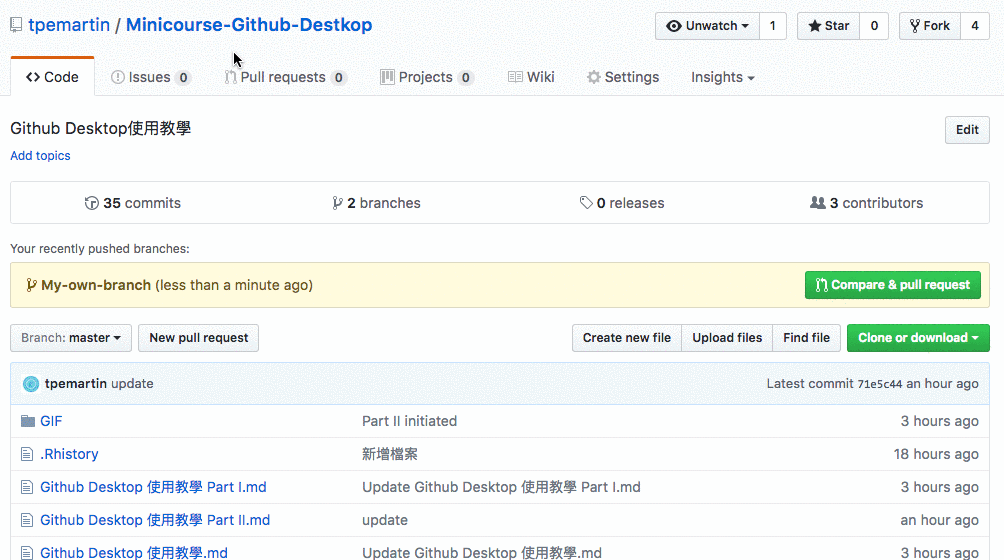 tpemartin / Minicourse-Github-Destkop
Unwatch 1 Star 0 Fork 4
Code Issues 0 Pull requests 0 Projects 0 Wiki Settings Insights
Github Desktop使用教學 Edit
Add topics
35 commits 2 branches 0 releases 3 contributors
Your recently pushed branches:
My-own-branch (less than a minute ago) Compare & pull request
Branch: master New pull request Create new file Upload files Find file Clone or download
tpemartin update Latest commit 71e5c44 an hour ago
GIF Part II initiated 3 hours ago
.Rhistory 新增檔案 18 hours ago
Github Desktop 使用教學 Part I.md Update Github Desktop 使用教學 Part I.md 3 hours ago
Github Desktop 使用教學 Part II.md update an hour ago
Github Desktop 使用教學.md Update Github Desktop 使用教學.md 3 hours ago